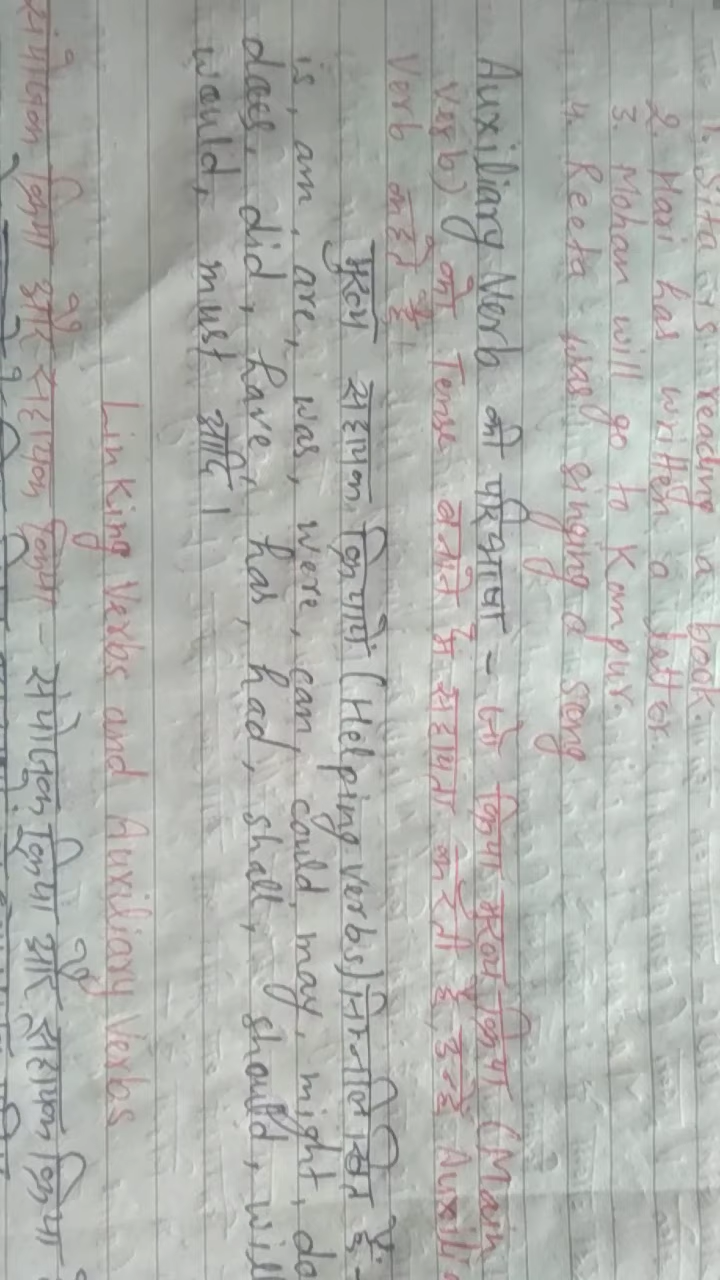 1. Sita is reading a book.
2. Hari has written a letter.
3. Mohan will go to Kanpur.
4. Reeta was singing a song
Auxiliary Verb की परिभाषा - जो क्रिया मुख्य क्रिया (Main
Verb) को Tense बनाने में सहायता करती है, इन्हें Auxili
Verb कहते हैं।
मुख्य सहायक क्रियायें (Helping verbs) निम्नलिखित हैं -
is, am, are, was, were, can, could, may, might, do
does, did, have, has, had, shall, should, will
would, must आदि।
Linking Verbs and Auxiliary Verbs
संयोजक क्रिया और सहायक क्रिया - संयोजक क्रिया और सहायक क्रिया